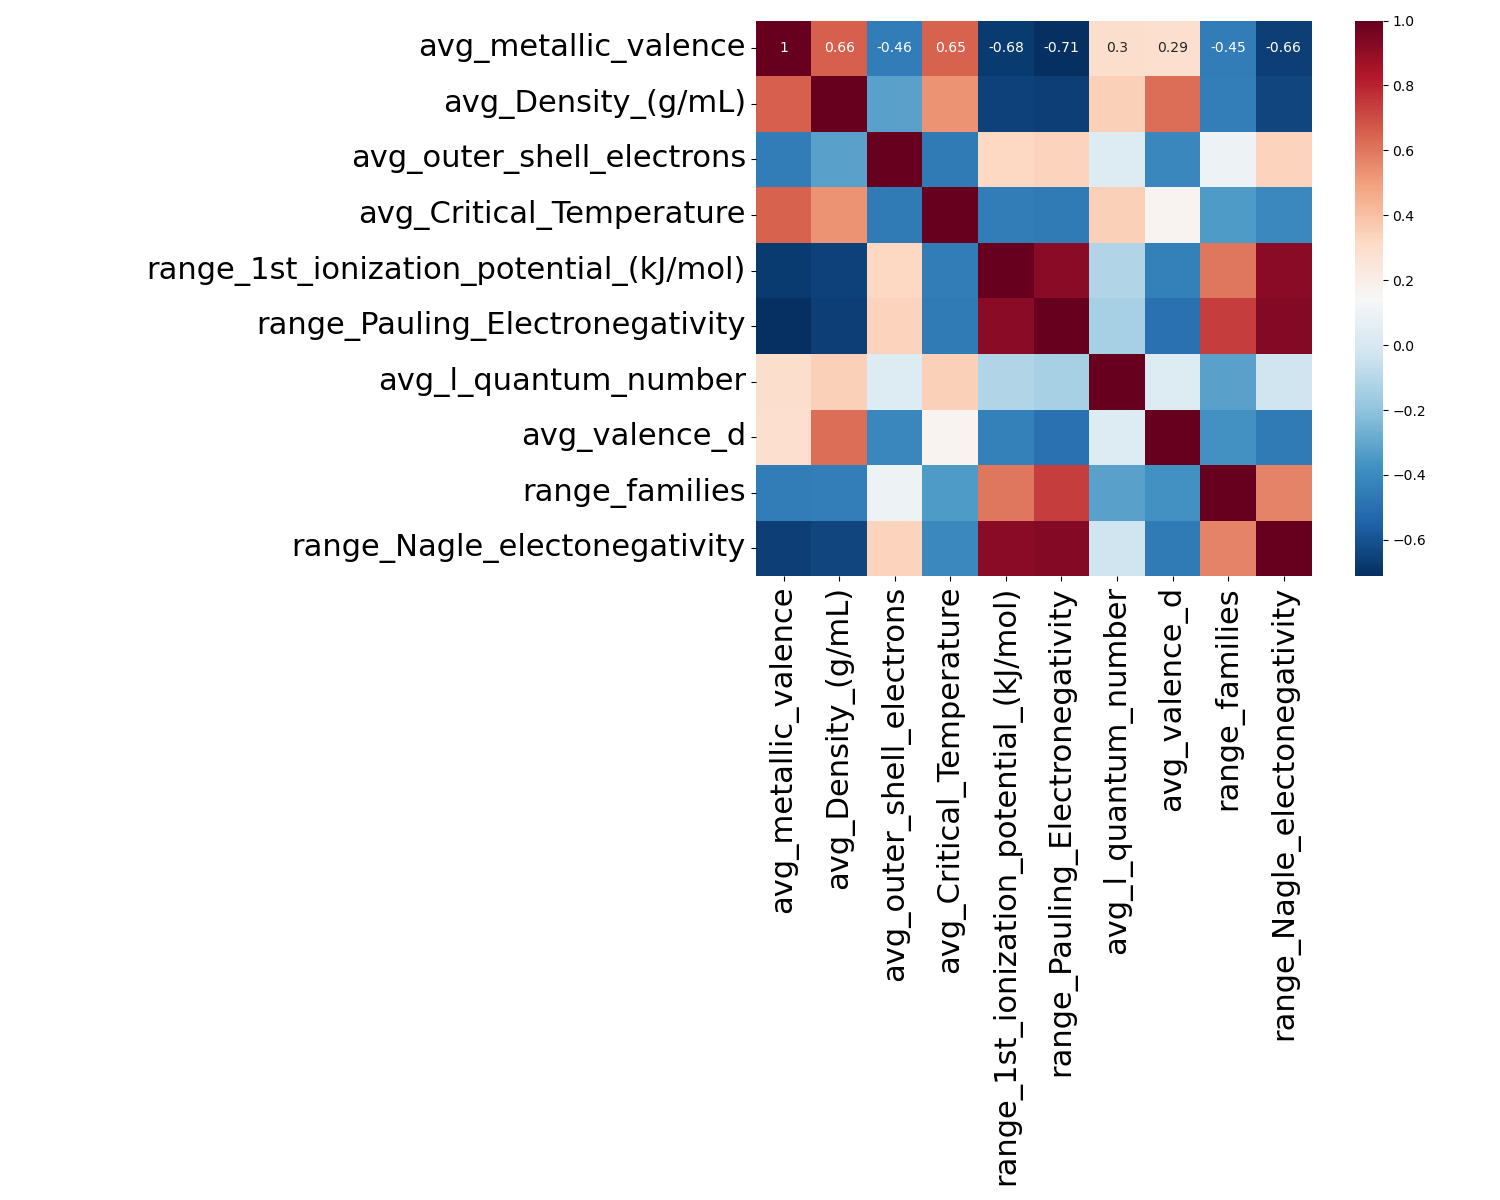 avg_metallic_valence
1 0.66 -0.46 0.65 -0.68 -0.71 0.3 0.29 -0.45 -0.66
avg_Density_(g/mL)
avg_outer_shell_electrons
avg_Critical_Temperature
range_1st_ionization_potential_(kJ/mol)
range_Pauling_Electronegativity
avg_l_quantum_number
avg_valence_d
range_families
range_Nagle_electonegativity
avg_metallic_valence
avg_Density_(g/mL)
avg_outer_shell_electrons
avg_Critical_Temperature
range_1st_ionization_potential_(kJ/mol)
range_Pauling_Electronegativity
avg_l_quantum_number
avg_valence_d
range_families
range_Nagle_electonegativity
1.0
0.8
0.6
0.4
0.2
0.0
−0.2
−0.4
−0.6